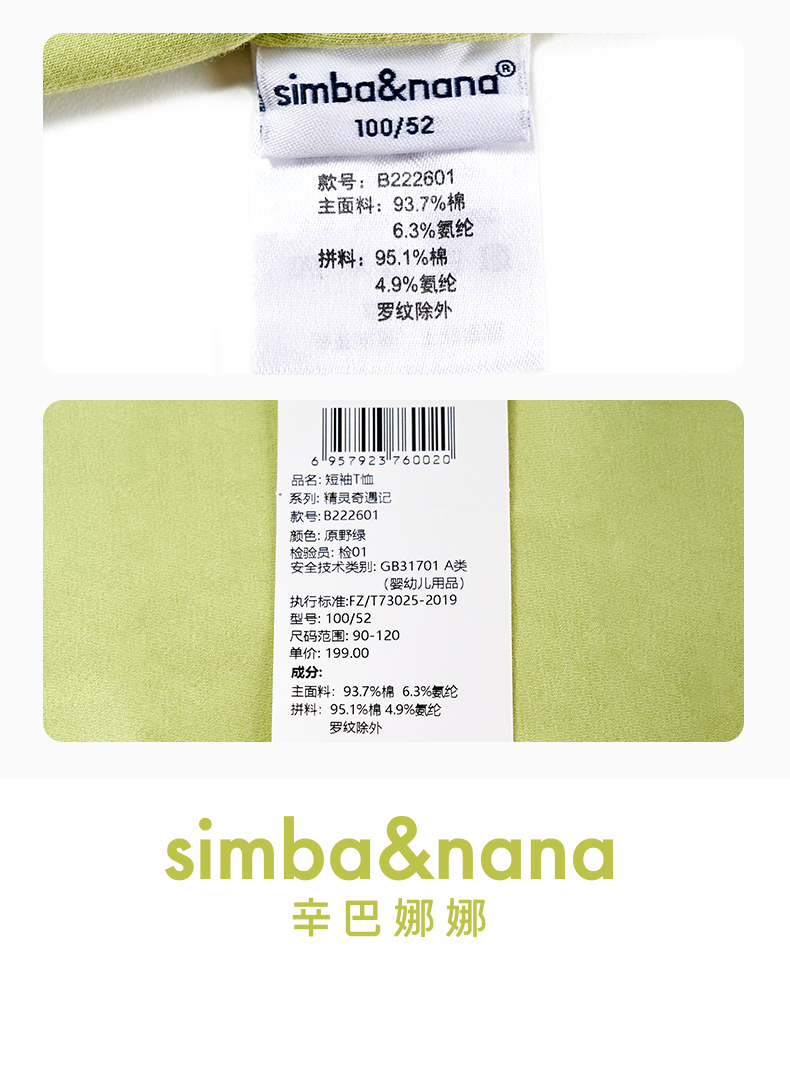 simba&nana®
100/52
款号：B222601
主面料：93.7%棉
6.3%氨纶
拼料：95.1%棉
4.9%氨纶
罗纹除外
6 957923 760020
品名: 短袖T恤
系列: 精灵奇遇记
款号: B222601
颜色: 原野绿
检验员: 检01
安全技术类别: GB31701 A类
（婴幼儿用品）
执行标准:FZ/T73025-2019
型号: 100/52
尺码范围: 90-120
单价: 199.00
成分:
主面料： 93.7%棉 6.3%氨纶
拼料： 95.1%棉 4.9%氨纶
罗纹除外
simba&nana
辛巴娜娜